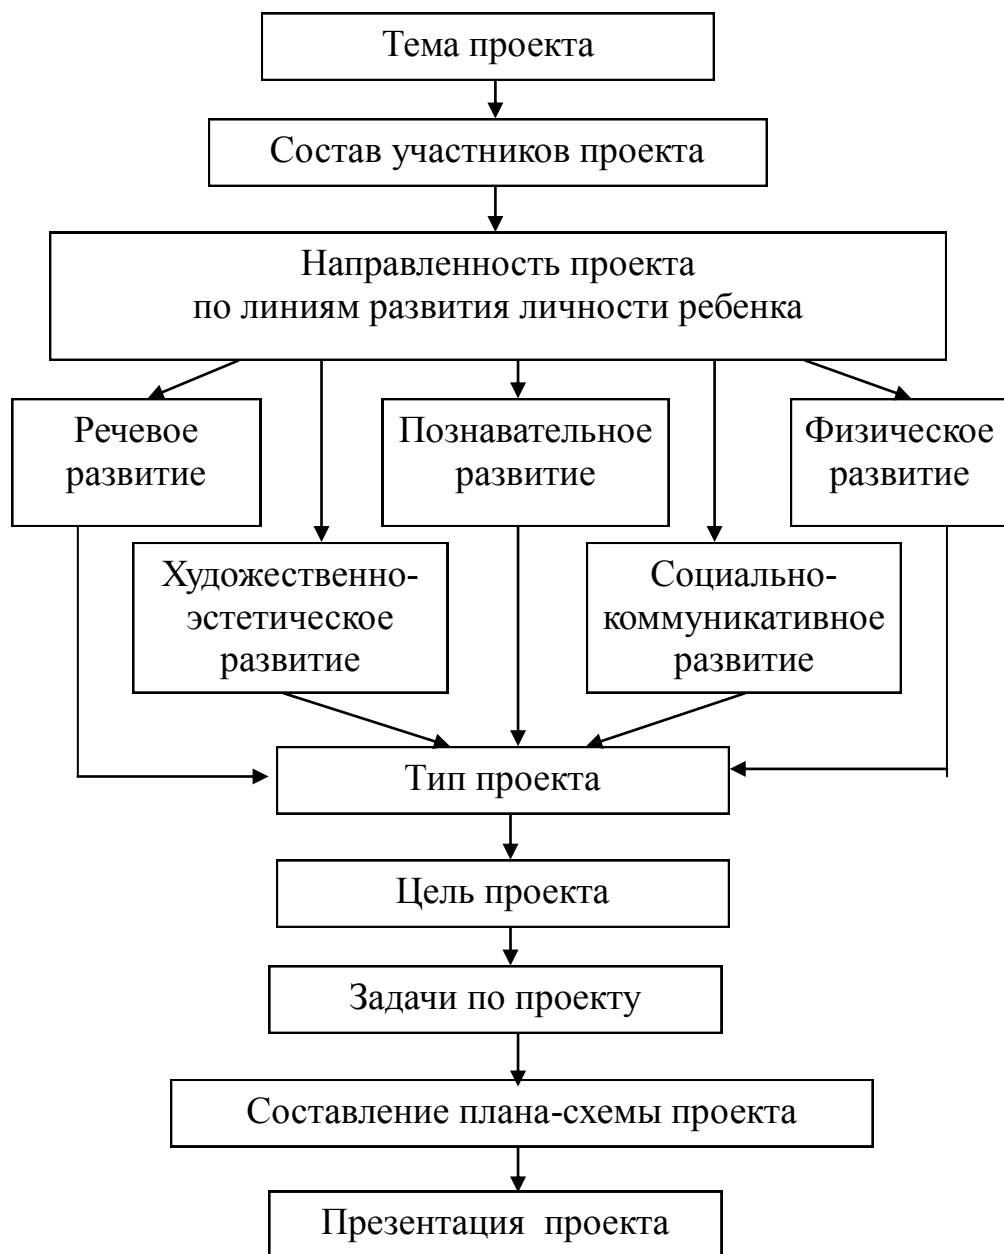 Тема проекта
Состав участников проекта
Направленность проекта
по линиям развития личности ребенка
Речевое
развитие
Познавательное
развитие
Физическое
развитие
Художественно-
эстетическое
развитие
Социально-
коммуникативное
развитие
Тип проекта
Цель проекта
Задачи по проекту
Составление плана-схемы проекта
Презентация  проекта